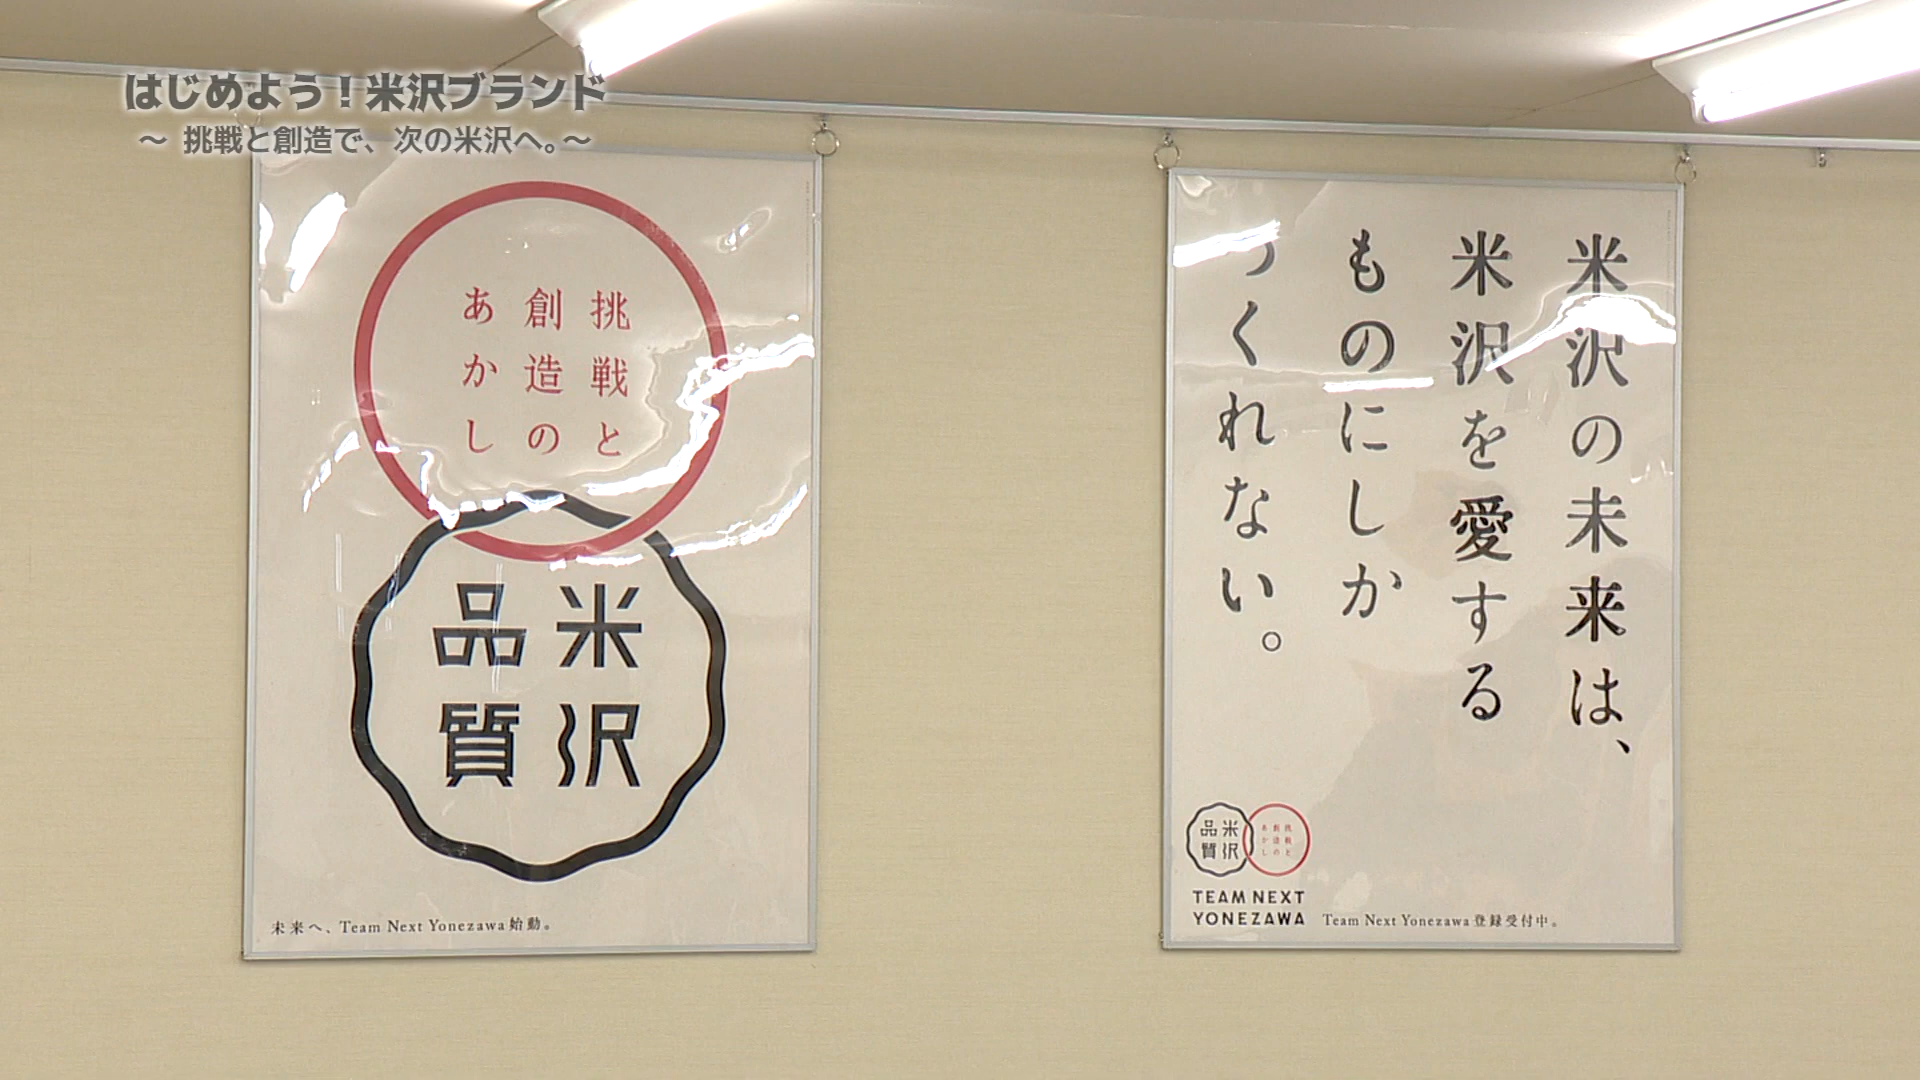 はじめよう！米沢ブランド
～ 挑戦と創造で、次の米沢へ。～
挑戦と
創造の
あかし
米沢
品質
未来へ、Team Next Yonezawa始動。
米沢の未来は、
米沢を愛する
ものにしか
つくれない。
米沢
品質
挑戦と
創造の
あかし
TEAM NEXT
YONEZAWA
Team Next Yonezawa登録受付中。